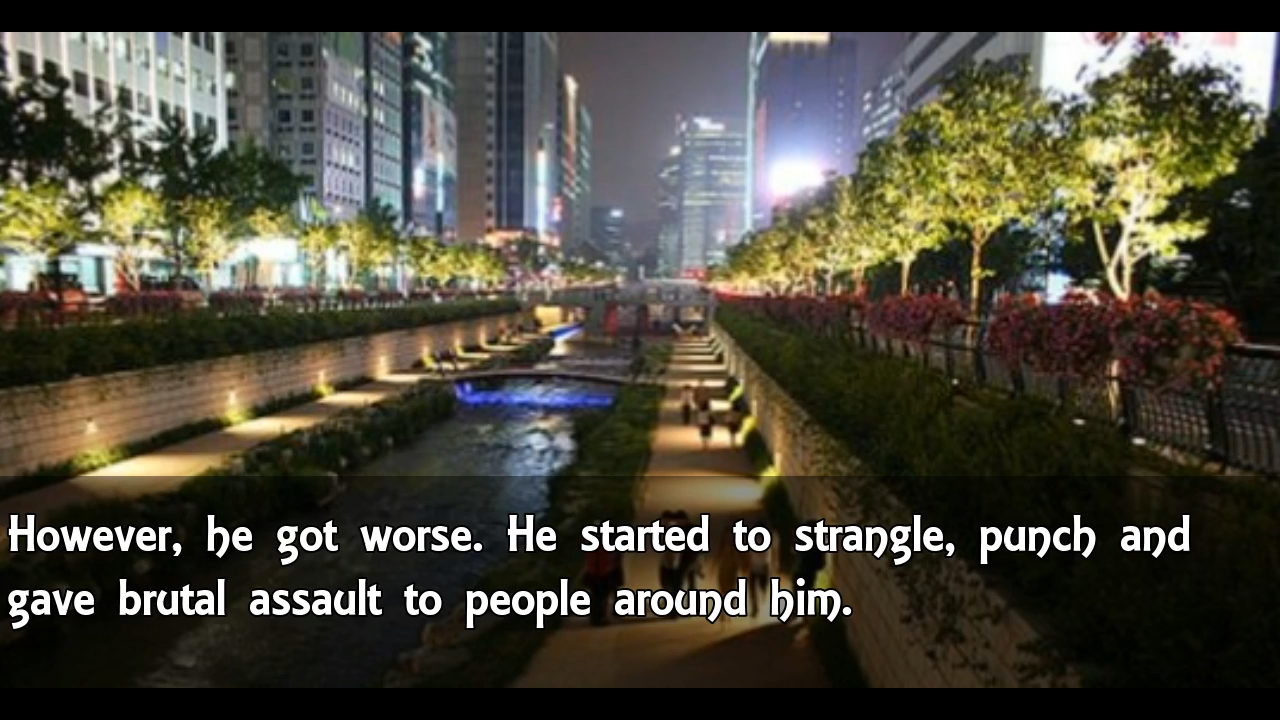 However, he got worse. He started to strangle, punch and
gave brutal assault to people around him.